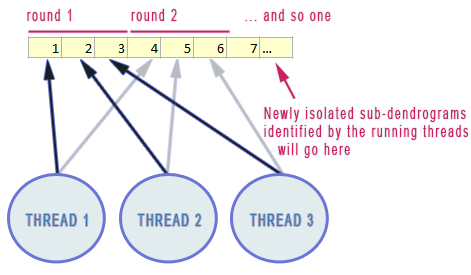 round 1 round 2 ... and so one
1 2 3 4 5 6 7 ...
Newly isolated sub-dendrograms
identified by the running threads
will go here
THREAD 1 THREAD 2 THREAD 3